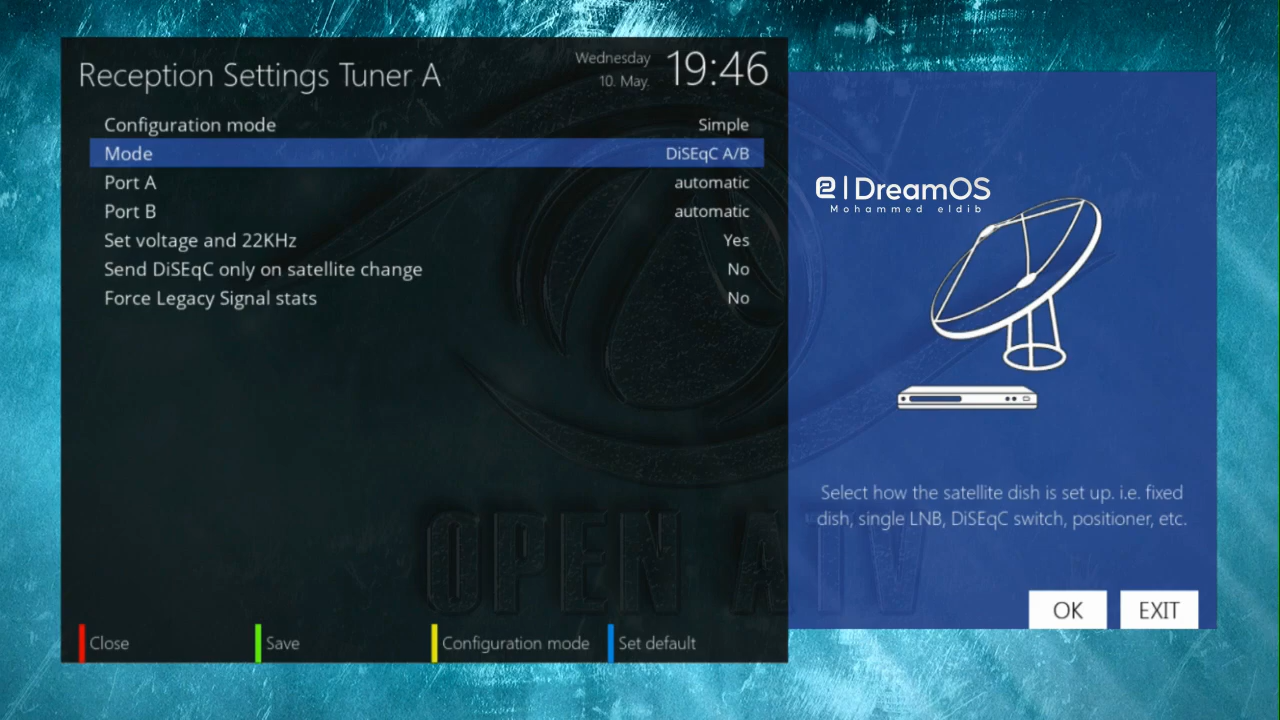 Reception Settings Tuner A
Wednesday
10. May.
19:46
Configuration mode Simple
Mode DiSEqC A/B
Port A automatic
Port B automatic
Set voltage and 22KHz Yes
Send DiSEqC only on satellite change No
Force Legacy Signal stats No
DreamOS
Mohammed eldib
Select how the satellite dish is set up. i.e. fixed
dish, single LNB, DiSEqC switch, positioner, etc.
OPEN ATV
OK EXIT
Close Save Configuration mode Set default